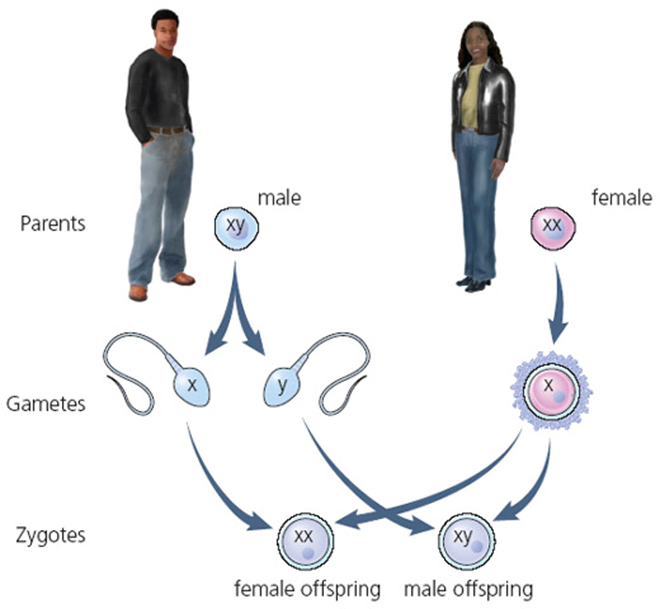 male
female
Parents
xy
xx
x
y
x
Gametes
Zygotes
xx
xy
female offspring
male offspring